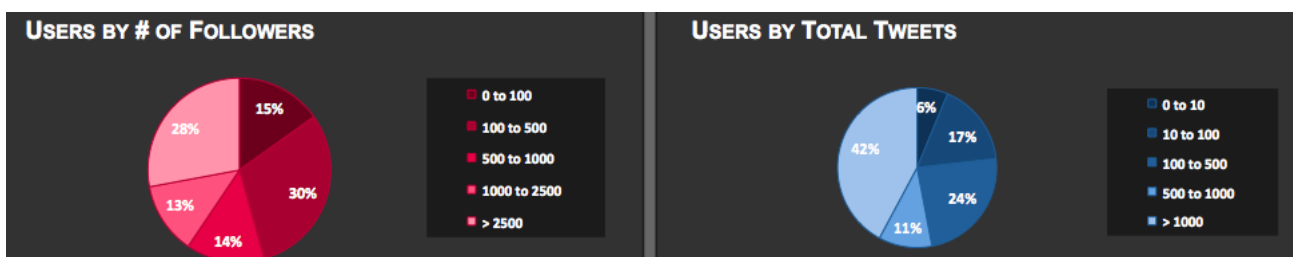 USERS BY # OF FOLLOWERS
15%
30%
14%
13%
28%
0 to 100
100 to 500
500 to 1000
1000 to 2500
> 2500
USERS BY TOTAL TWEETS
6%
17%
24%
11%
42%
0 to 10
10 to 100
100 to 500
500 to 1000
> 1000